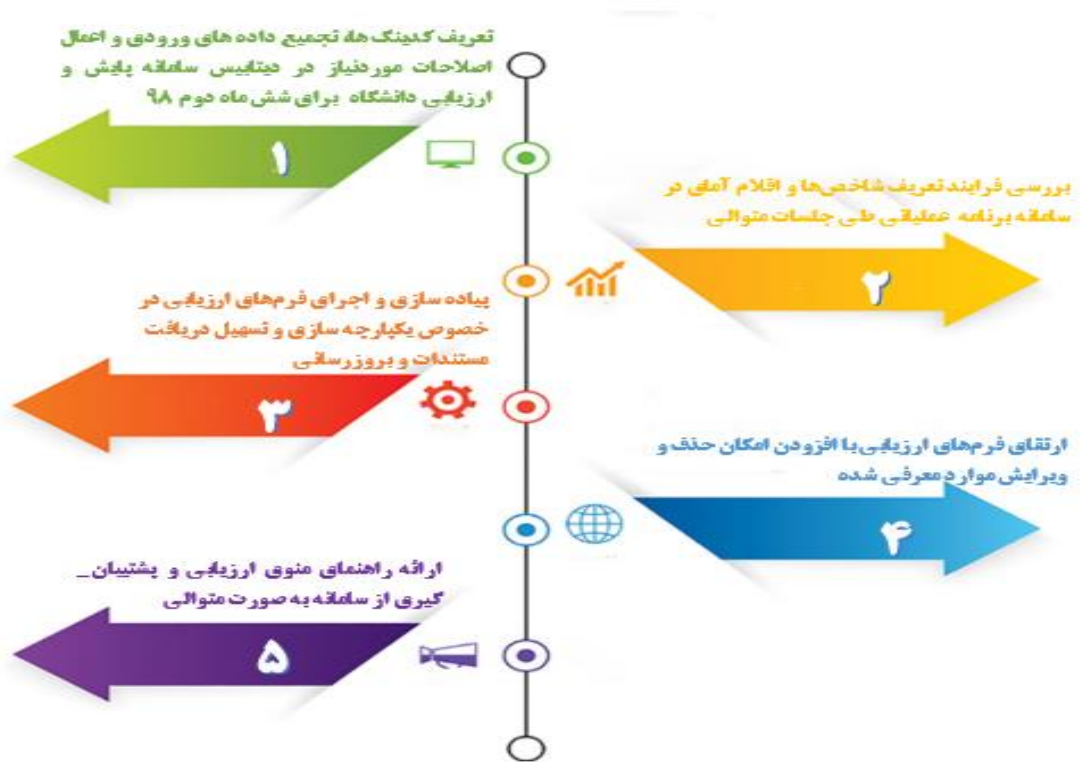 تعریف کدینگ ها، تجمیع داده های ورودی و اعمال
اصلاحات موردنیاز در دیتابیس سامانه پایش و
ارزیابی دانشگاه برای شش ماه دوم ۹۸
۱
بررسی فرایند تعریف شاخص‌ها و اقلام آماری در
سامانه برنامه عملیاتی طی جلسات متوالی
۲
پیاده سازی و اجرای فرم‌های ارزیابی در
خصوص یکپارچه سازی و تسهیل دریافت
مستندات و بروزرسانی
۳
ارتقای فرم‌های ارزیابی با افزودن امکان حذف و
ویرایش موارد معرفی شده
۴
ارائه راهنمای منوی ارزیابی و پشتیبان_
گیری از سامانه به صورت متوالی
۵